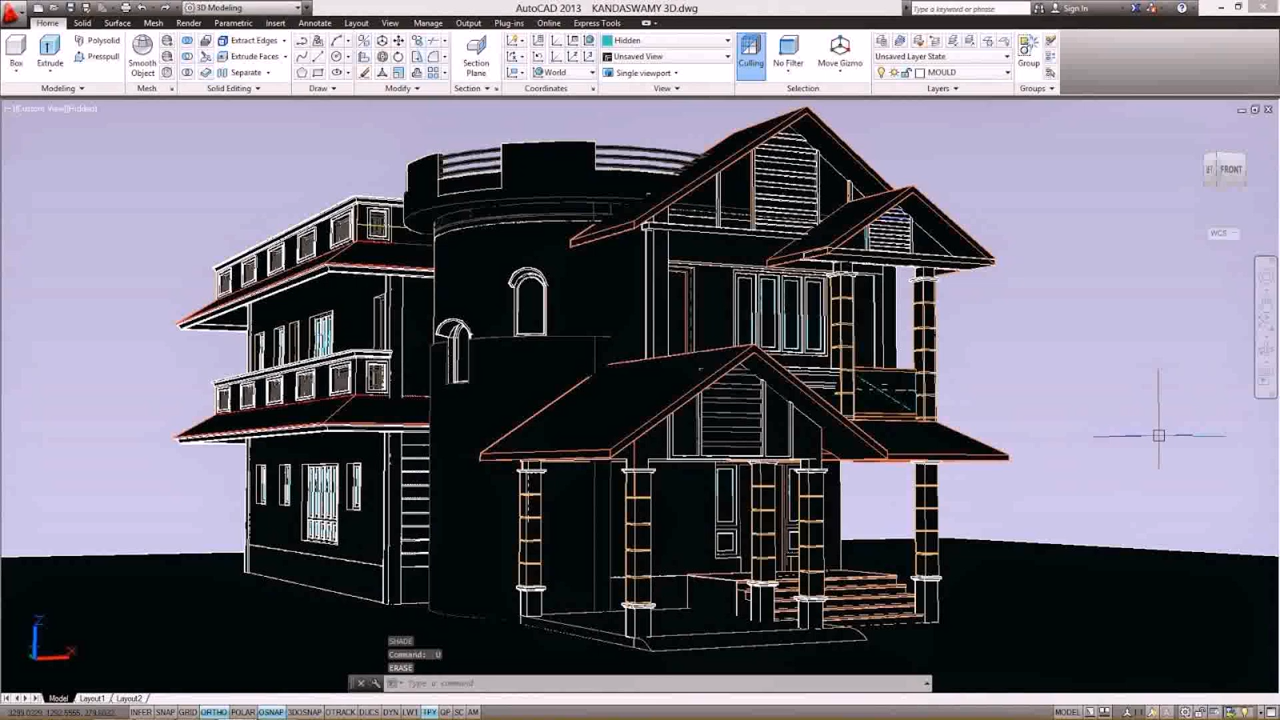 3D Modeling
AutoCAD 2013 KANDASWAMY 3D.dwg
Type a keyword or phrase
Sign In
Home Solid Surface Mesh Render Parametric Insert Annotate Layout View Manage Output Plug-ins Online Express Tools
Box
Extrude
Polysolid
Presspull
Smooth
Object
Extract Edges
Extrude Faces
Separate
Section
Plane
World
Hidden
Unsaved View
Single viewport
Culling
No Filter
Move Gizmo
Unsaved Layer State
MOULD
Group
Modeling Mesh Solid Editing Draw Modify Section Coordinates View Selection Layers Groups
[−][Custom View][Hidden]
FRONT
WCS
Z
X
SHADE
Command: U
ERASE
Type a command
Model Layout1 Layout2
INFER SNAP GRID ORTHO POLAR OSNAP 3DOSNAP OTRACK DUCS DYN LWT TPY QP SC AM
MODEL
1:1